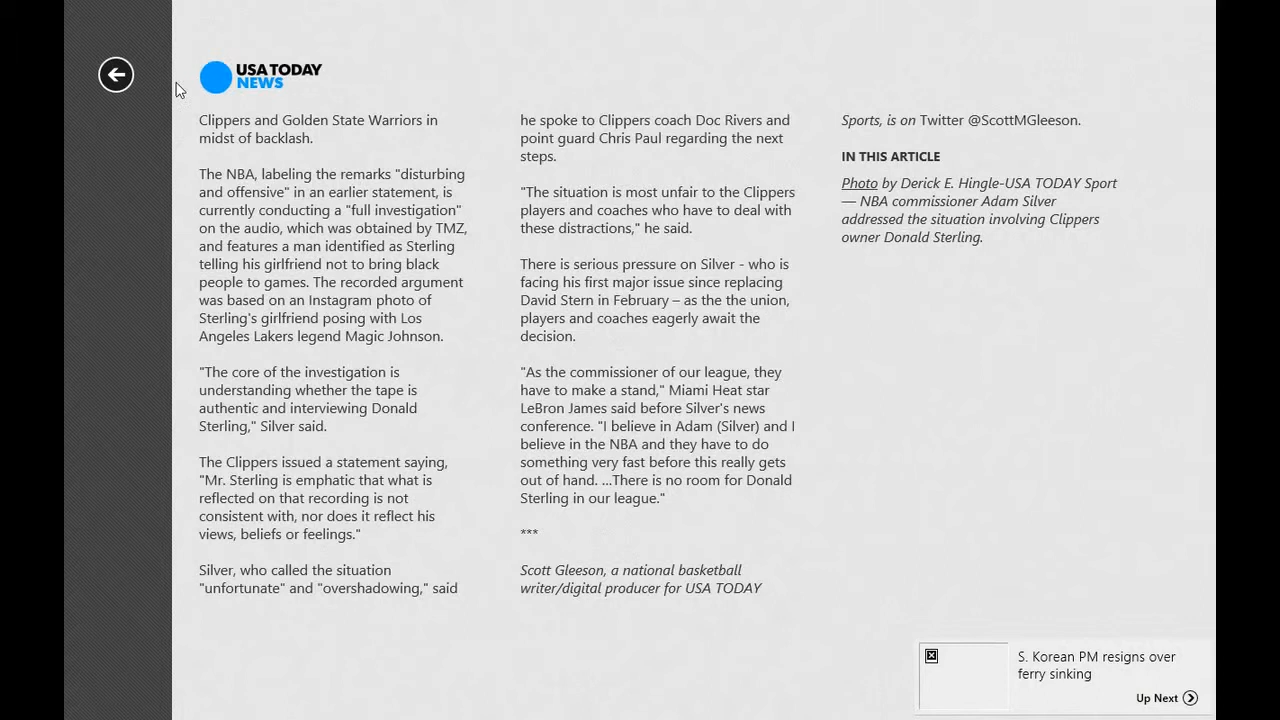 USA TODAY
NEWS
Clippers and Golden State Warriors in
midst of backlash.
The NBA, labeling the remarks "disturbing
and offensive" in an earlier statement, is
currently conducting a "full investigation"
on the audio, which was obtained by TMZ,
and features a man identified as Sterling
telling his girlfriend not to bring black
people to games. The recorded argument
was based on an Instagram photo of
Sterling's girlfriend posing with Los
Angeles Lakers legend Magic Johnson.
"The core of the investigation is
understanding whether the tape is
authentic and interviewing Donald
Sterling," Silver said.
The Clippers issued a statement saying,
"Mr. Sterling is emphatic that what is
reflected on that recording is not
consistent with, nor does it reflect his
views, beliefs or feelings."
Silver, who called the situation
"unfortunate" and "overshadowing," said
he spoke to Clippers coach Doc Rivers and
point guard Chris Paul regarding the next
steps.
"The situation is most unfair to the Clippers
players and coaches who have to deal with
these distractions," he said.
There is serious pressure on Silver - who is
facing his first major issue since replacing
David Stern in February – as the the union,
players and coaches eagerly await the
decision.
"As the commissioner of our league, they
have to make a stand," Miami Heat star
LeBron James said before Silver's news
conference. "I believe in Adam (Silver) and I
believe in the NBA and they have to do
something very fast before this really gets
out of hand. ...There is no room for Donald
Sterling in our league."
***
Scott Gleeson, a national basketball
writer/digital producer for USA TODAY
Sports, is on Twitter @ScottMGleeson.
IN THIS ARTICLE
Photo by Derick E. Hingle-USA TODAY Sport
— NBA commissioner Adam Silver
addressed the situation involving Clippers
owner Donald Sterling.
S. Korean PM resigns over
ferry sinking
Up Next